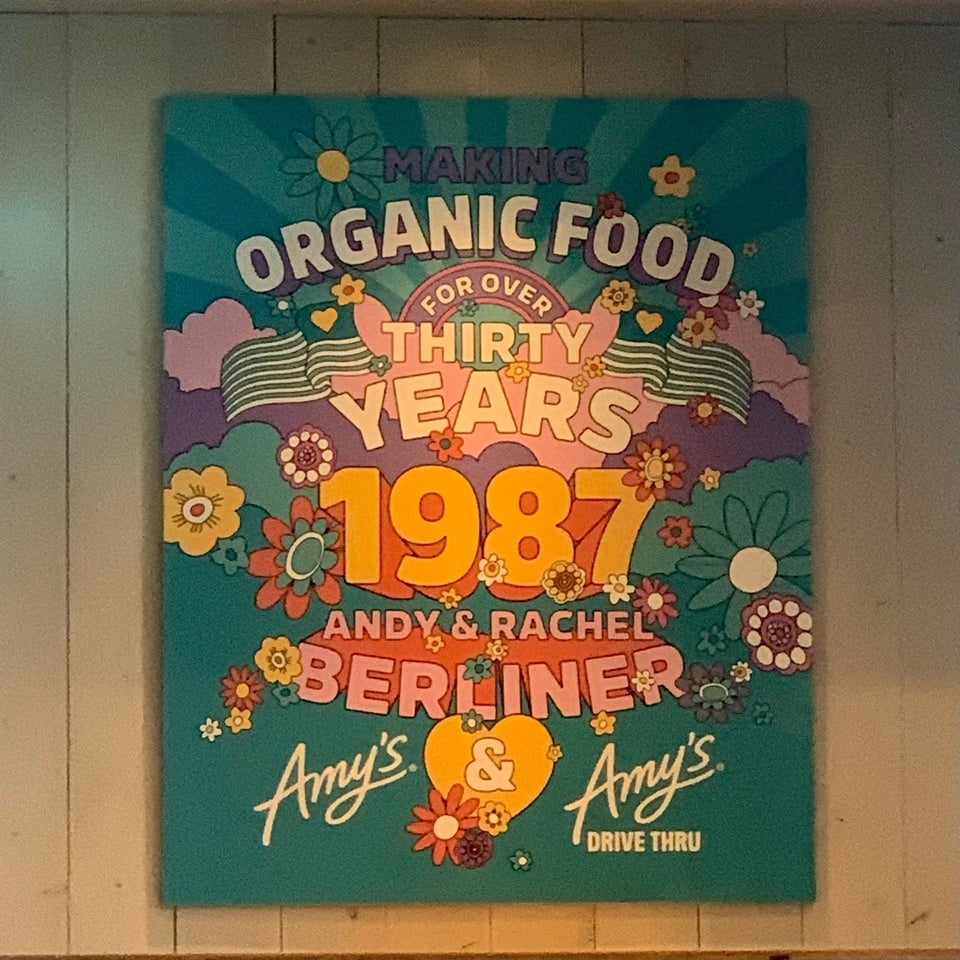 MAKING
ORGANIC FOOD
FOR OVER
THIRTY
YEARS
1987
ANDY & RACHEL
BERLINER
Amy's. & Amy's.
DRIVE THRU